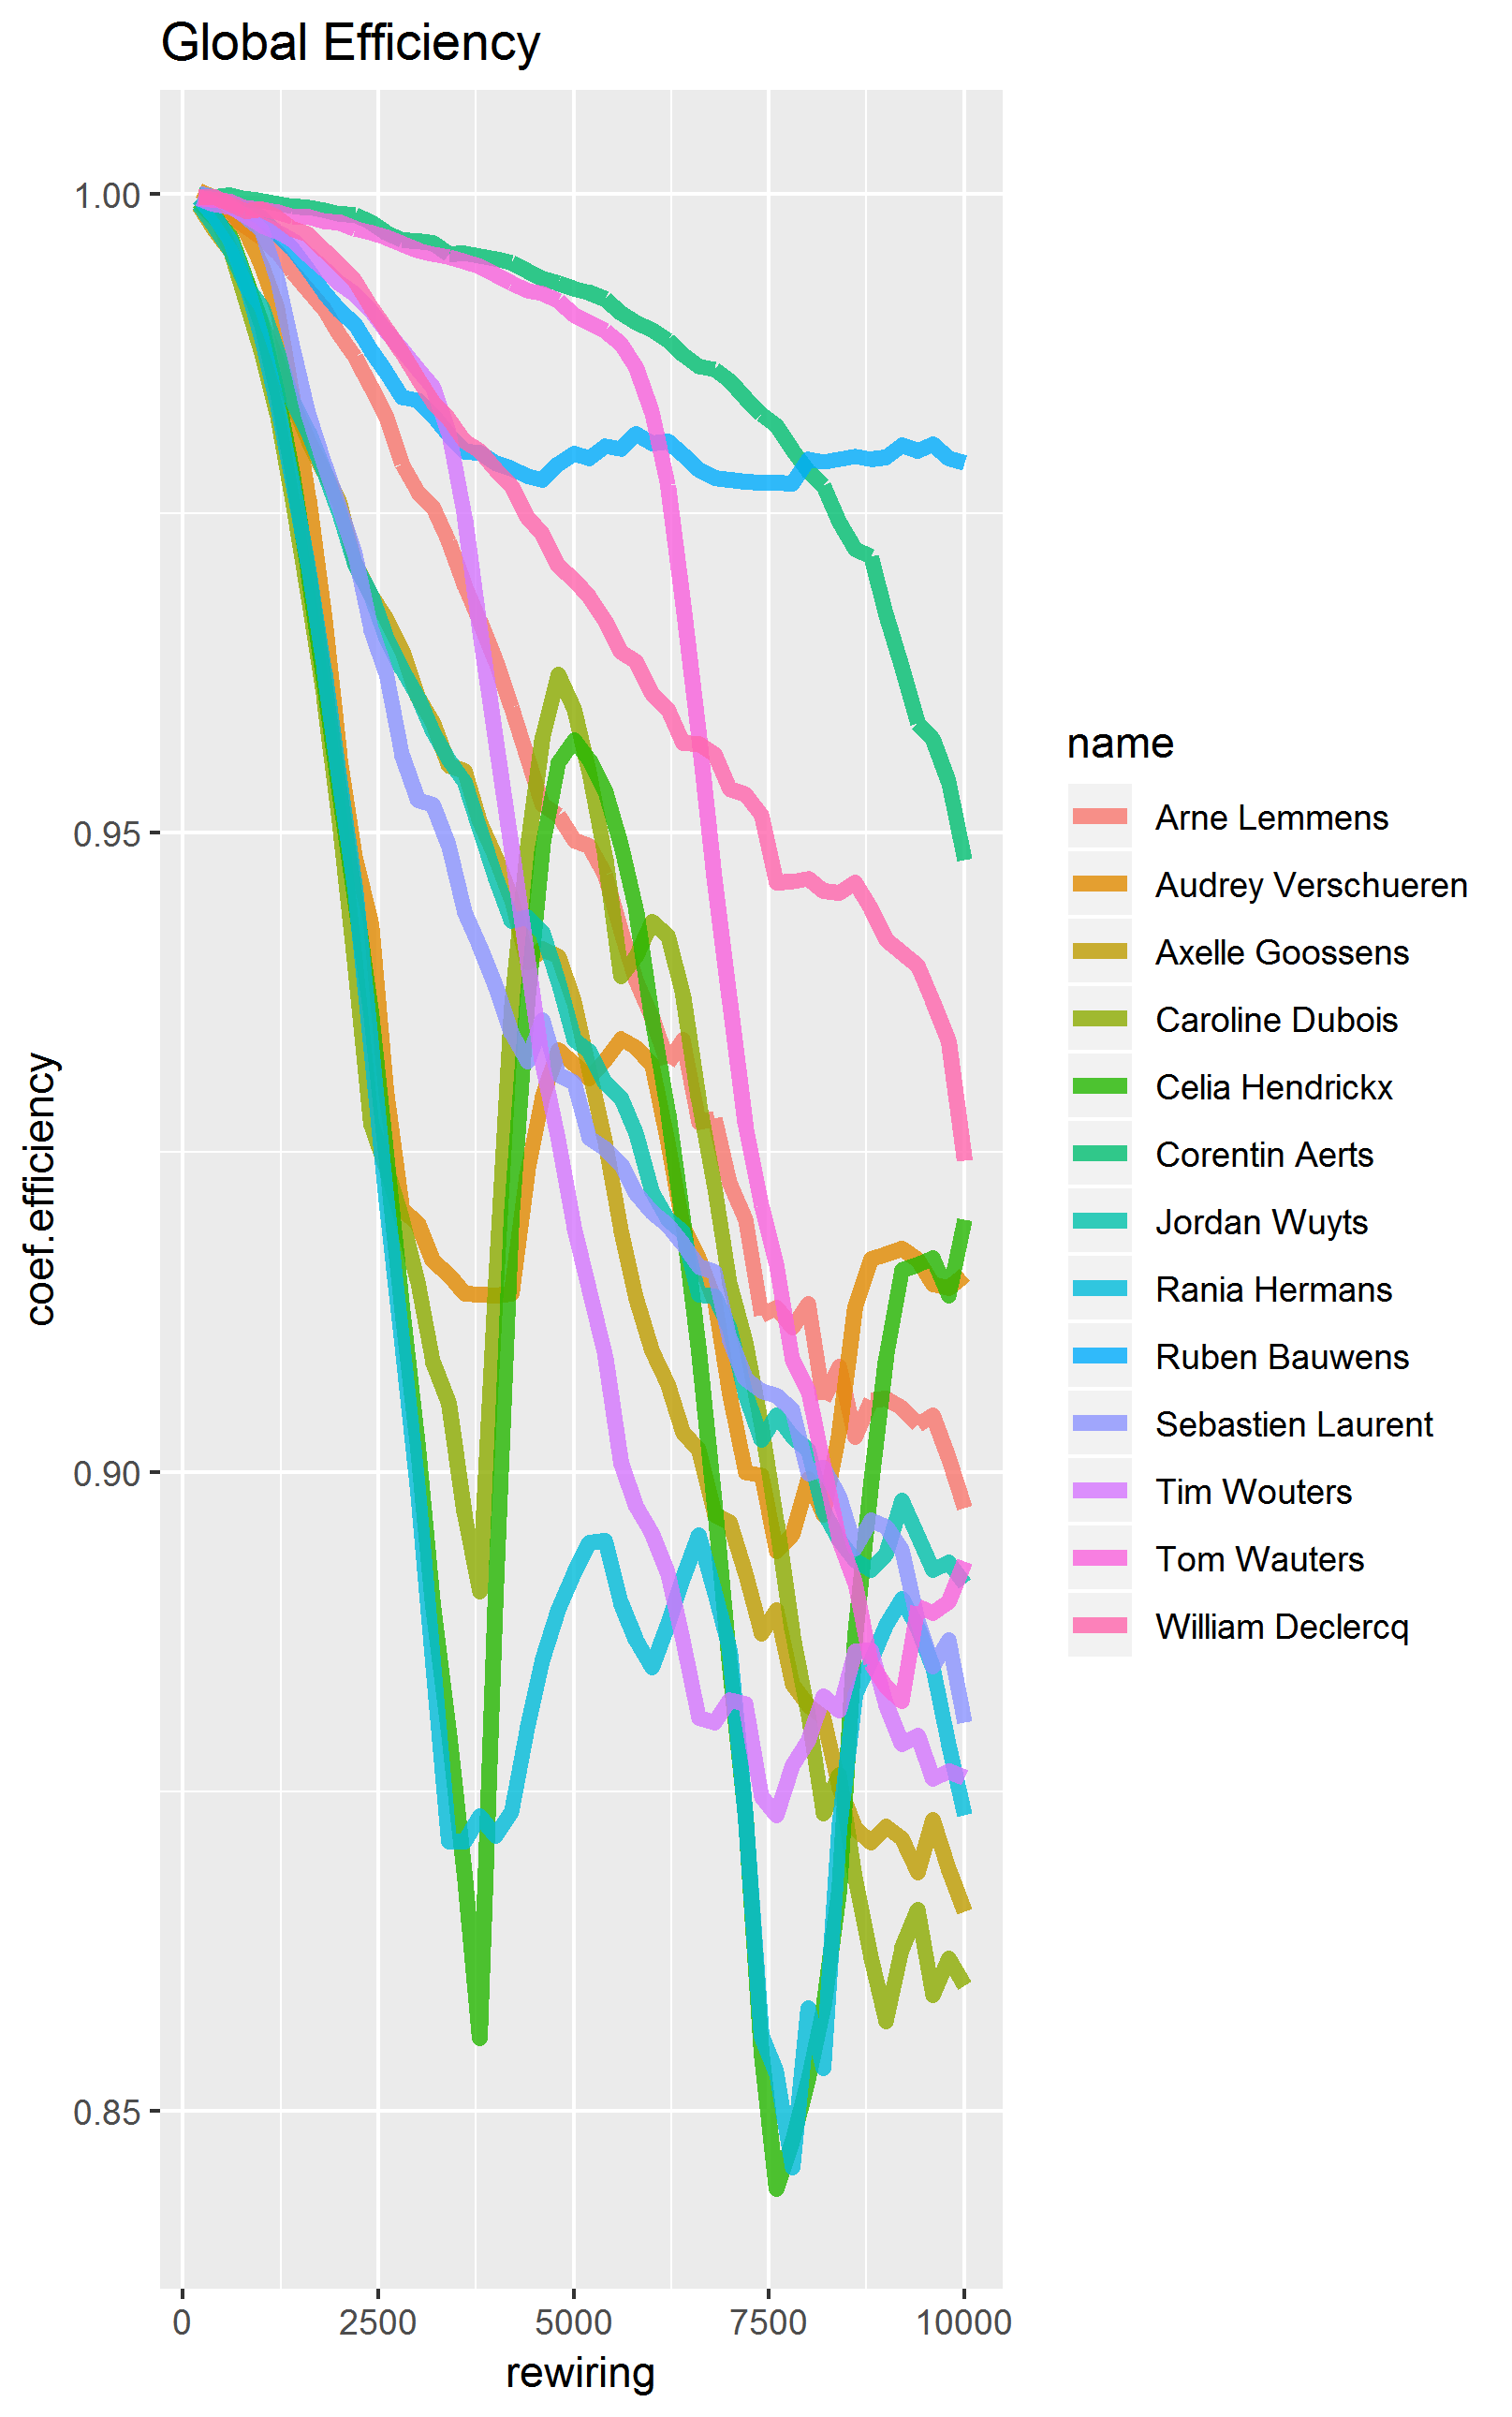 Global Efficiency
1.00
0.95
0.90
0.85
coef.efficiency
0
2500
5000
7500
10000
rewiring
name
Arne Lemmens
Audrey Verschueren
Axelle Goossens
Caroline Dubois
Celia Hendrickx
Corentin Aerts
Jordan Wuyts
Rania Hermans
Ruben Bauwens
Sebastien Laurent
Tim Wouters
Tom Wauters
William Declercq